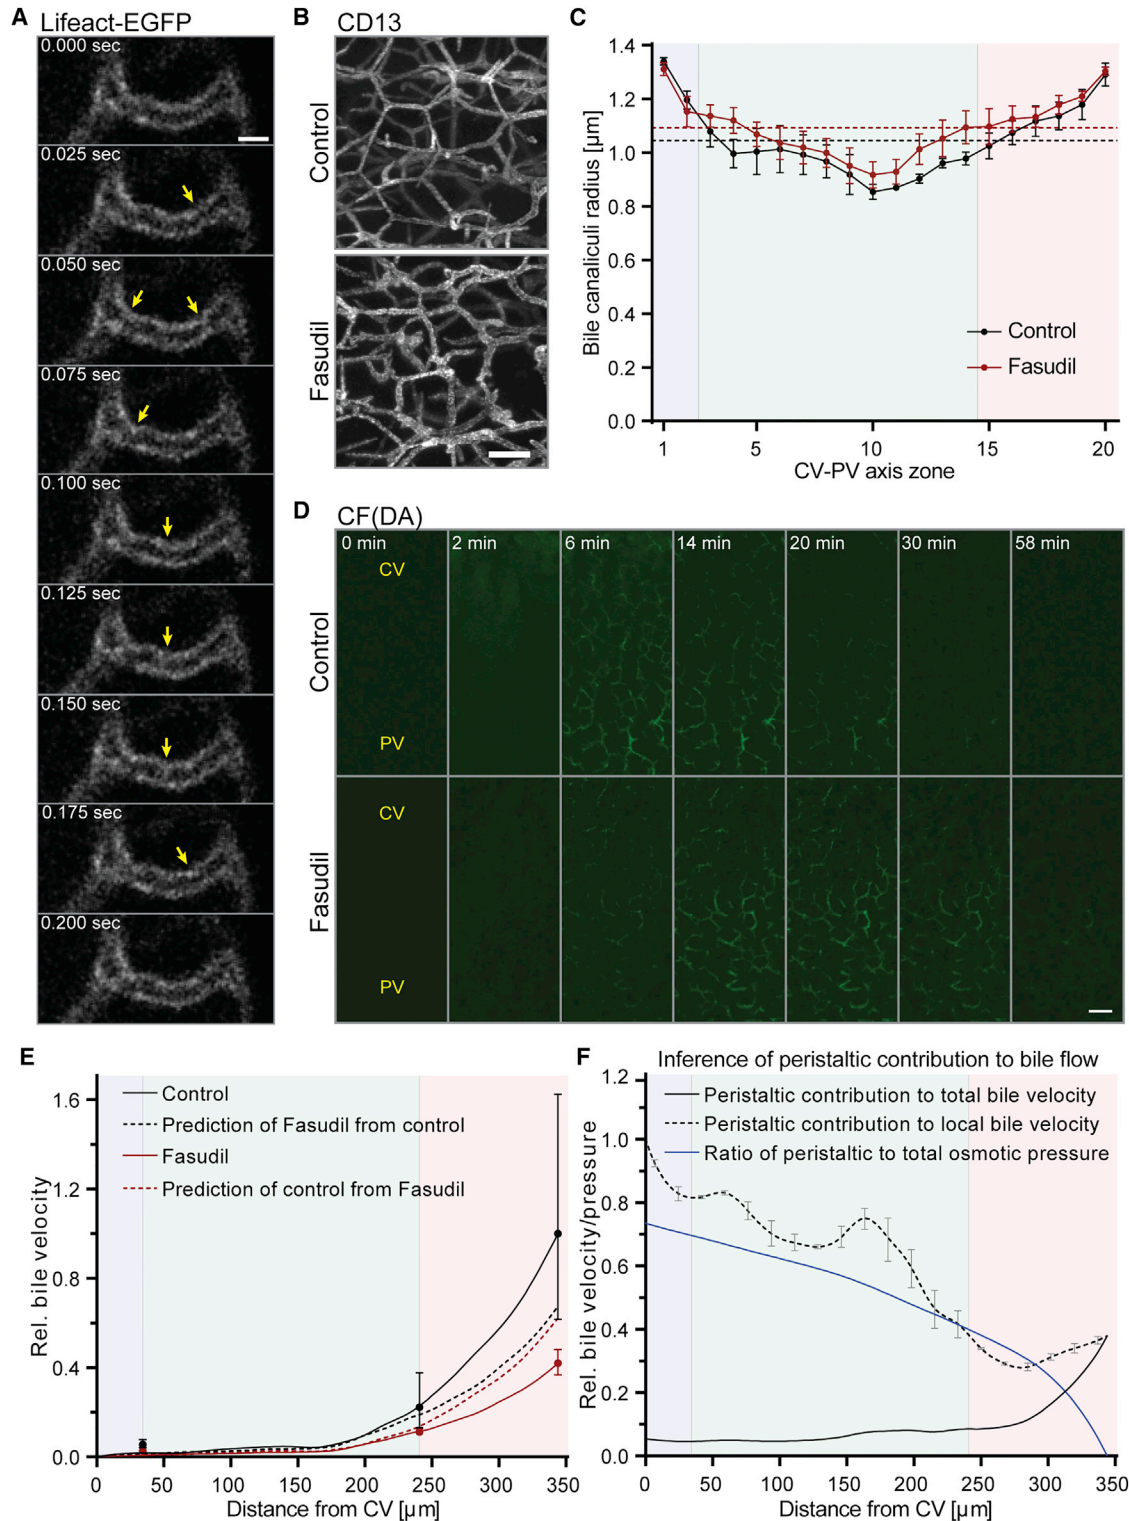 A Lifeact-EGFP
0.000 sec
0.025 sec
0.050 sec
0.075 sec
0.100 sec
0.125 sec
0.150 sec
0.175 sec
0.200 sec
B CD13
Control
Fasudil
C
Bile canaliculi radius [µm]
1.4
1.2
1.0
0.8
0.6
0.4
0.2
0.0
Control
Fasudil
1 5 10 15 20
CV-PV axis zone
D CF(DA)
Control
0 min 2 min 6 min 14 min 20 min 30 min 58 min
CV
PV
Fasudil
CV
PV
E
Rel. bile velocity
1.6
1.2
0.8
0.4
0.0
Control
Prediction of Fasudil from control
Fasudil
Prediction of control from Fasudil
0 50 100 150 200 250 300 350
Distance from CV [µm]
F Inference of peristaltic contribution to bile flow
Rel. bile velocity/pressure
1.2
1.0
0.8
0.6
0.4
0.2
0.0
Peristaltic contribution to total bile velocity
Peristaltic contribution to local bile velocity
Ratio of peristaltic to total osmotic pressure
0 50 100 150 200 250 300 350
Distance from CV [µm]